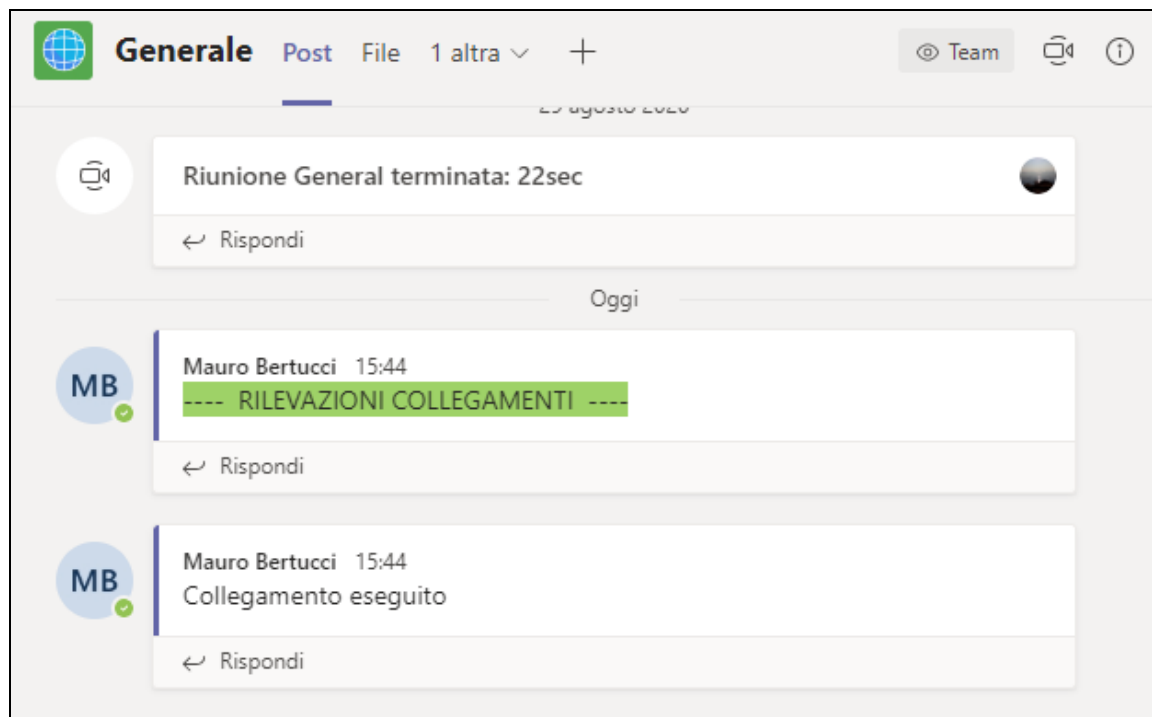 Generale Post File 1 altra Team
Riunione General terminata: 22sec
Rispondi
Oggi
Mauro Bertucci 15:44
MB
---- RILEVAZIONI COLLEGAMENTI ----
Rispondi
Mauro Bertucci 15:44
MB
Collegamento eseguito
Rispondi